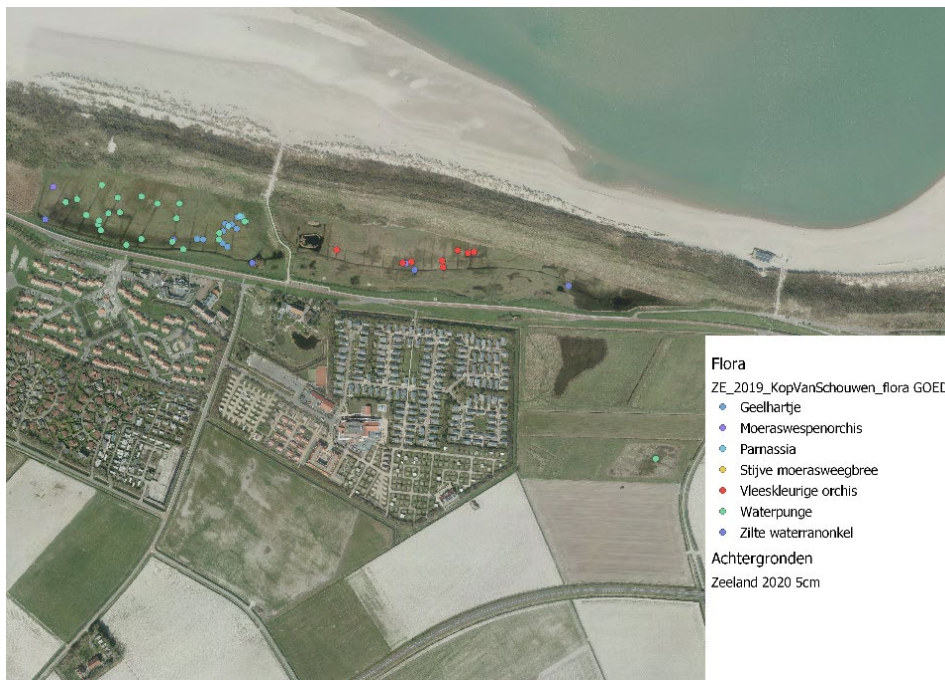 Flora
ZE_2019_KopVanSchouwen_flora GOED
Geelhartje
Moeraswespenorchis
Parnassia
Stijve moerasweegbree
Vleeskleurige orchis
Waterpunge
Zilte waterranonkel
Achtergronden
Zeeland 2020 5cm